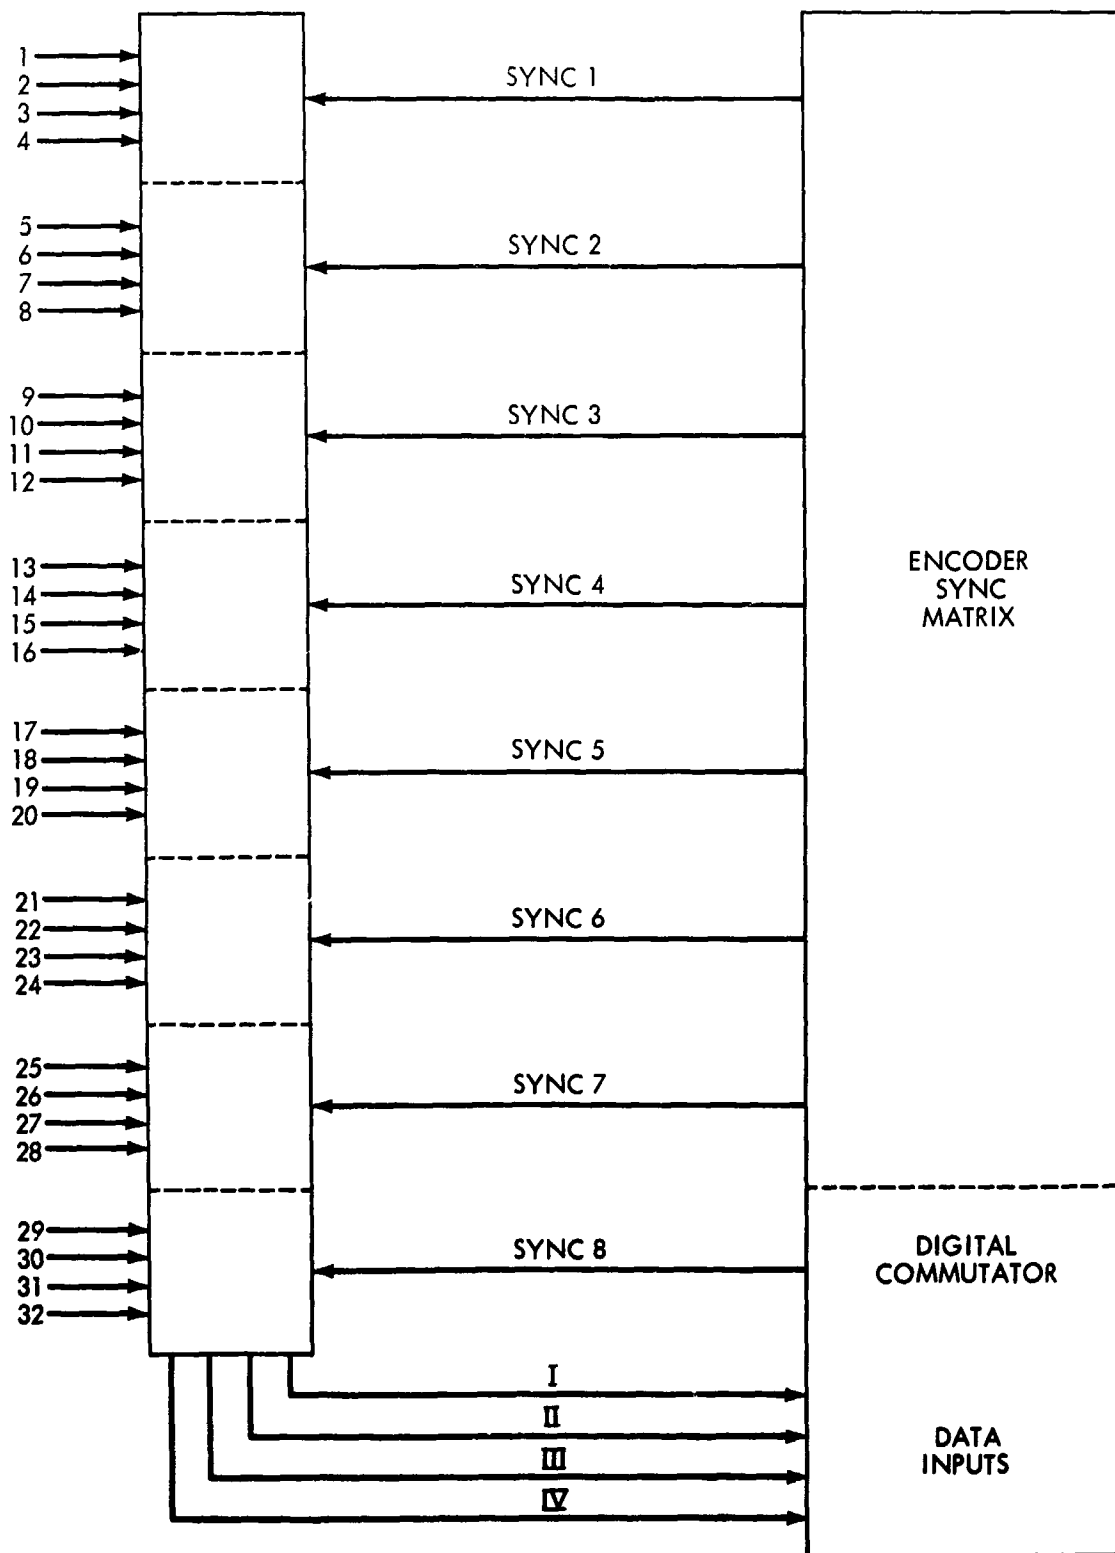 1
2
3
4
SYNC 1
5
6
7
8
SYNC 2
9
10
11
12
SYNC 3
13
14
15
16
SYNC 4
17
18
19
20
SYNC 5
21
22
23
24
SYNC 6
25
26
27
28
SYNC 7
29
30
31
32
SYNC 8
ENCODER
SYNC
MATRIX
DIGITAL
COMMUTATOR
I
II
III
IV
DATA
INPUTS